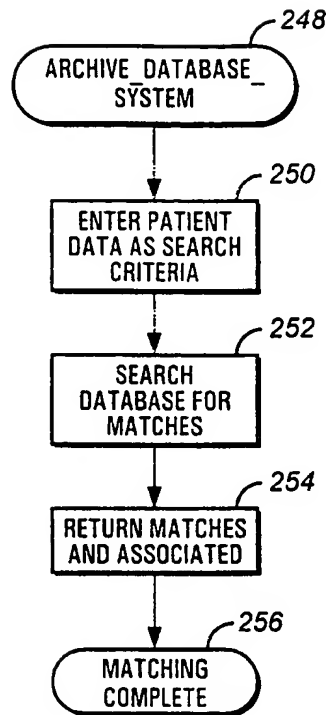 248
ARCHIVE_DATABASE_
SYSTEM
250
ENTER PATIENT
DATA AS SEARCH
CRITERIA
252
SEARCH
DATABASE FOR
MATCHES
254
RETURN MATCHES
AND ASSOCIATED
256
MATCHING
COMPLETE